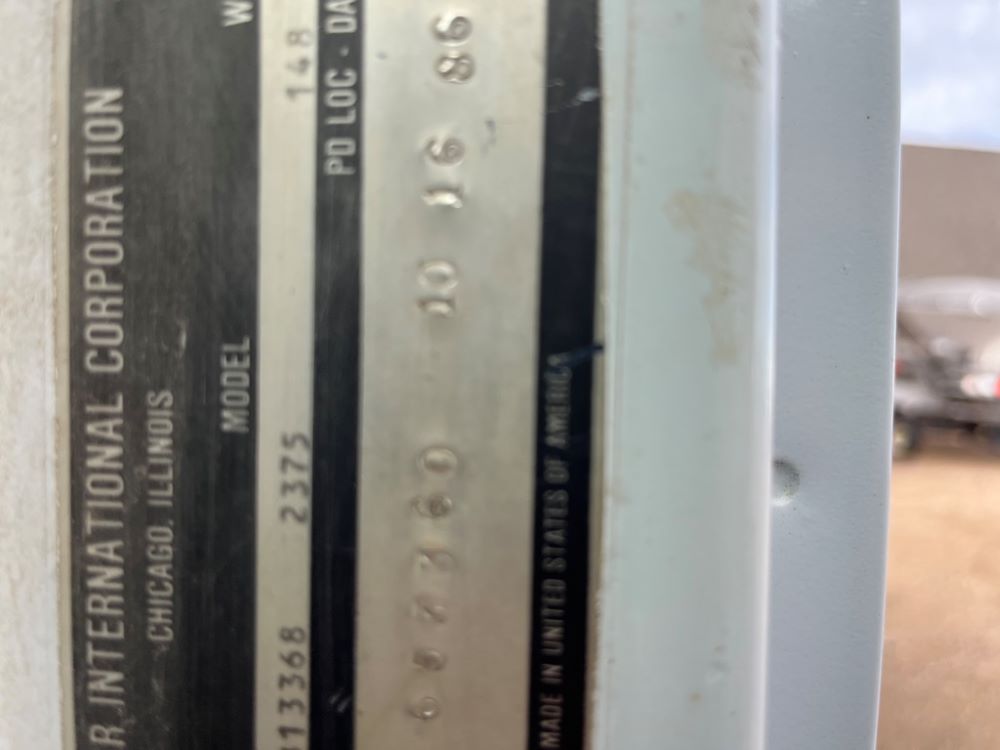 R INTERNATIONAL CORPORATION
CHICAGO, ILLINOIS
MODEL W
13368 2375 148
PD LOC - DA
657360 10 16 86
MADE IN UNITED STATES OF AMERICA